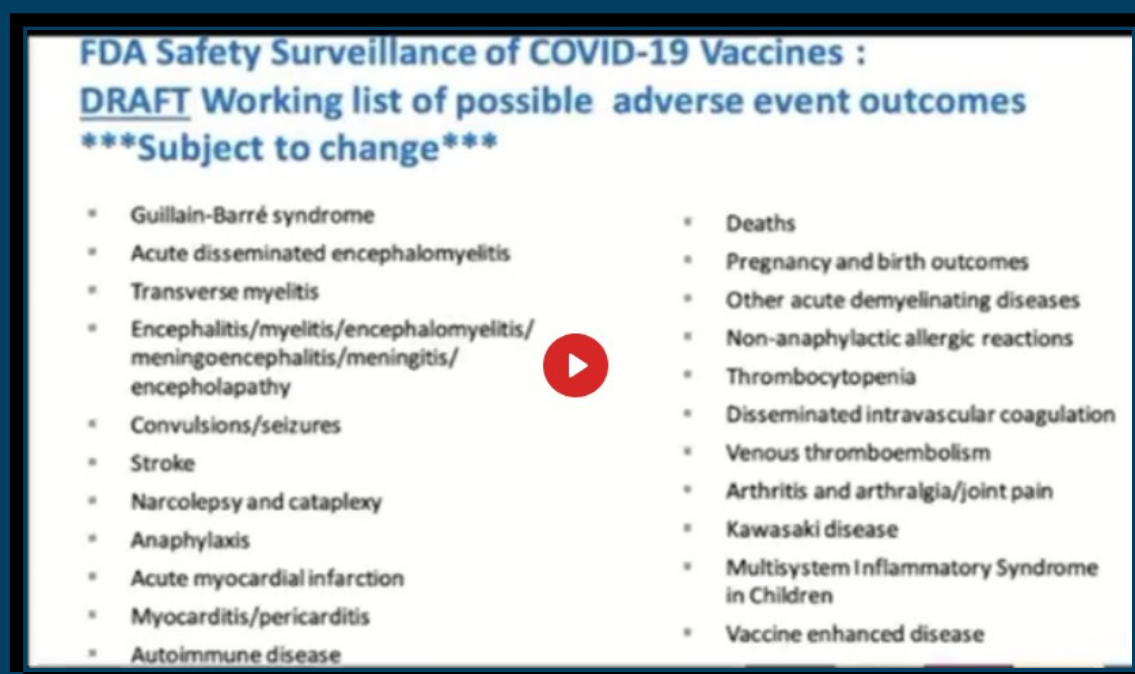 FDA Safety Surveillance of COVID-19 Vaccines :
DRAFT Working list of possible adverse event outcomes
***Subject to change***
Guillain-Barré syndrome
Acute disseminated encephalomyelitis
Transverse myelitis
Encephalitis/myelitis/encephalomyelitis/
meningoencephalitis/meningitis/
encepholapathy
Convulsions/seizures
Stroke
Narcolepsy and cataplexy
Anaphylaxis
Acute myocardial infarction
Myocarditis/pericarditis
Autoimmune disease
Deaths
Pregnancy and birth outcomes
Other acute demyelinating diseases
Non-anaphylactic allergic reactions
Thrombocytopenia
Disseminated intravascular coagulation
Venous thromboembolism
Arthritis and arthralgia/joint pain
Kawasaki disease
Multisystem Inflammatory Syndrome
in Children
Vaccine enhanced disease